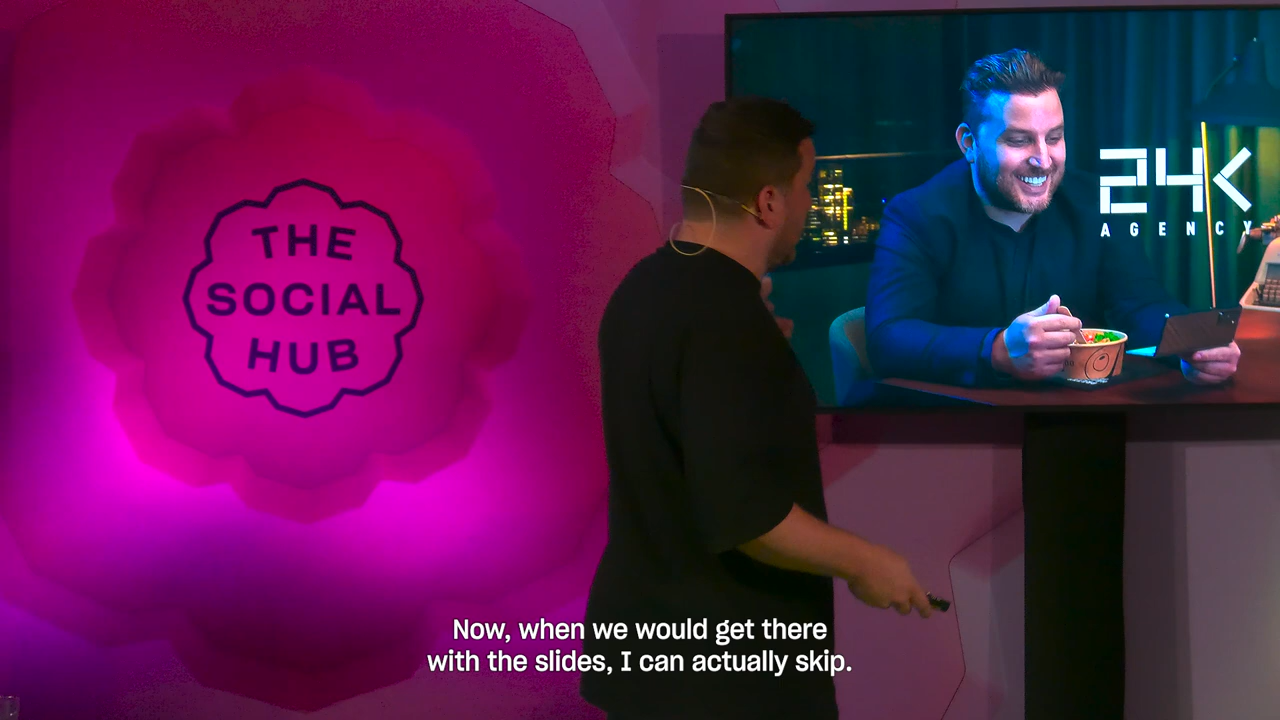 THE
SOCIAL
HUB
24K
AGENCY
Now, when we would get there
with the slides, I can actually skip.